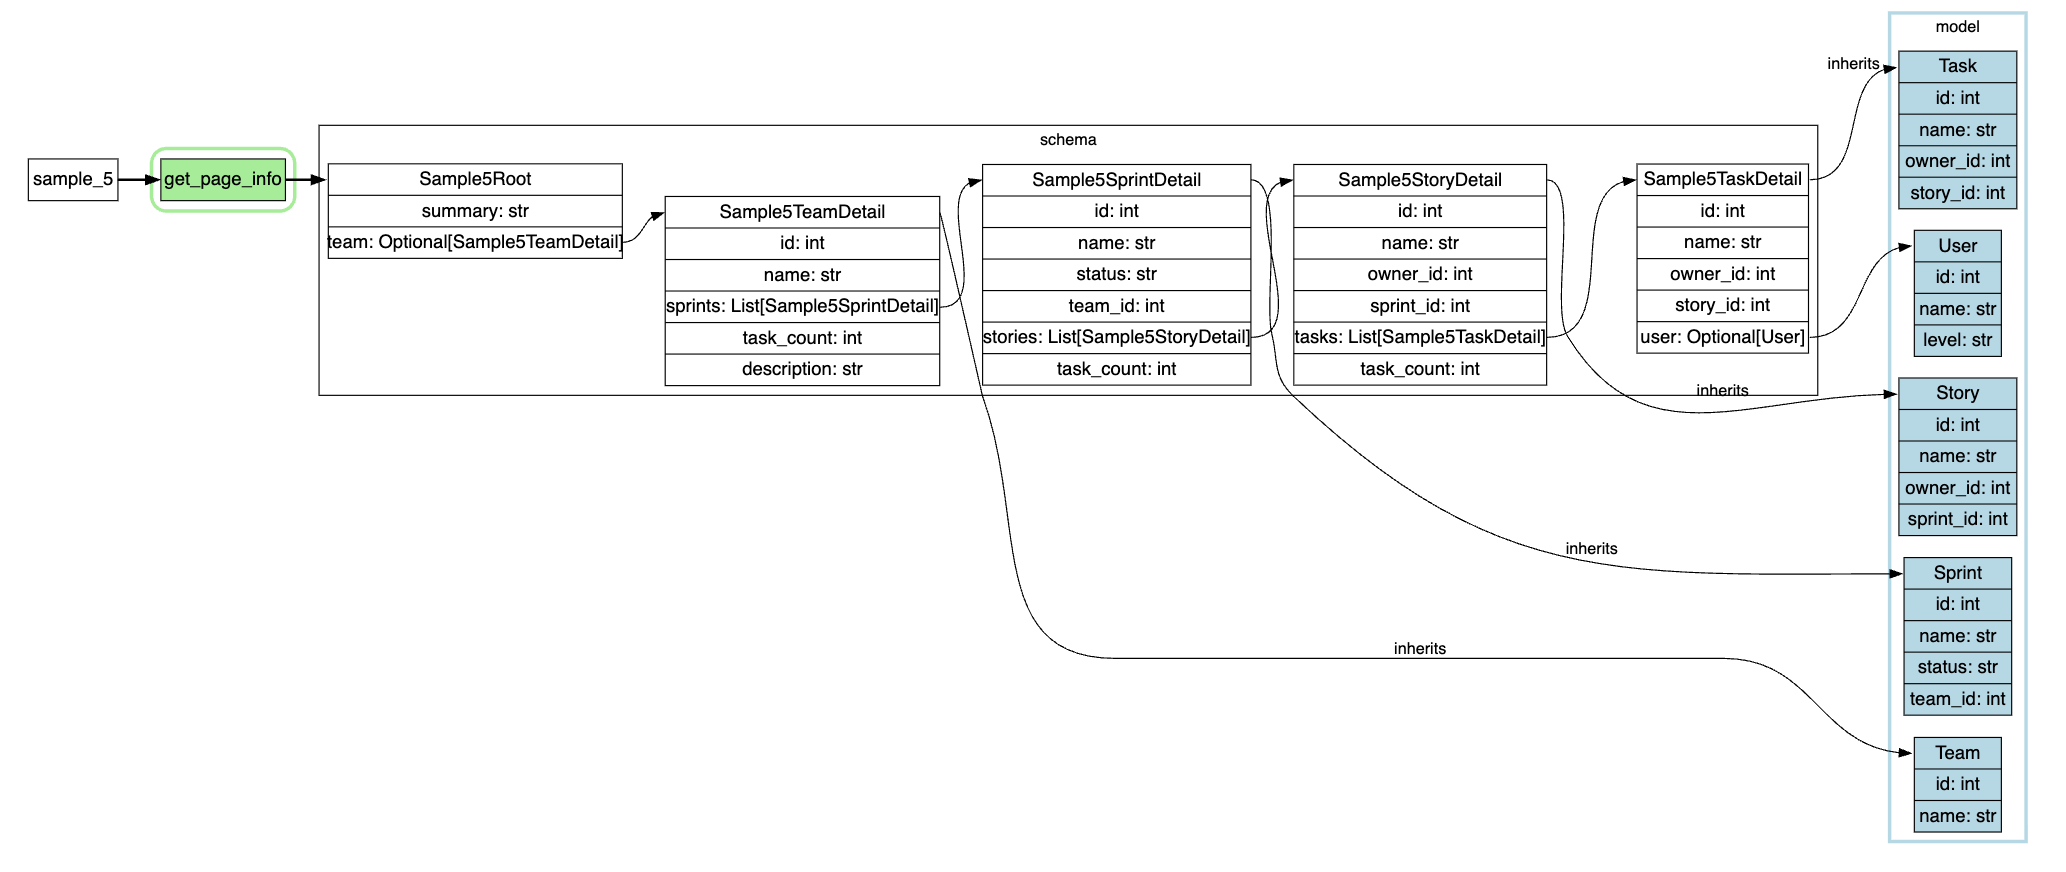 sample_5
get_page_info
schema
Sample5Root
summary: str
team: Optional[Sample5TeamDetail]
Sample5TeamDetail
id: int
name: str
sprints: List[Sample5SprintDetail]
task_count: int
description: str
Sample5SprintDetail
id: int
name: str
status: str
team_id: int
stories: List[Sample5StoryDetail]
task_count: int
Sample5StoryDetail
id: int
name: str
owner_id: int
sprint_id: int
tasks: List[Sample5TaskDetail]
task_count: int
Sample5TaskDetail
id: int
name: str
owner_id: int
story_id: int
user: Optional[User]
inherits
inherits
inherits
inherits
model
Task
id: int
name: str
owner_id: int
story_id: int
User
id: int
name: str
level: str
Story
id: int
name: str
owner_id: int
sprint_id: int
Sprint
id: int
name: str
status: str
team_id: int
Team
id: int
name: str